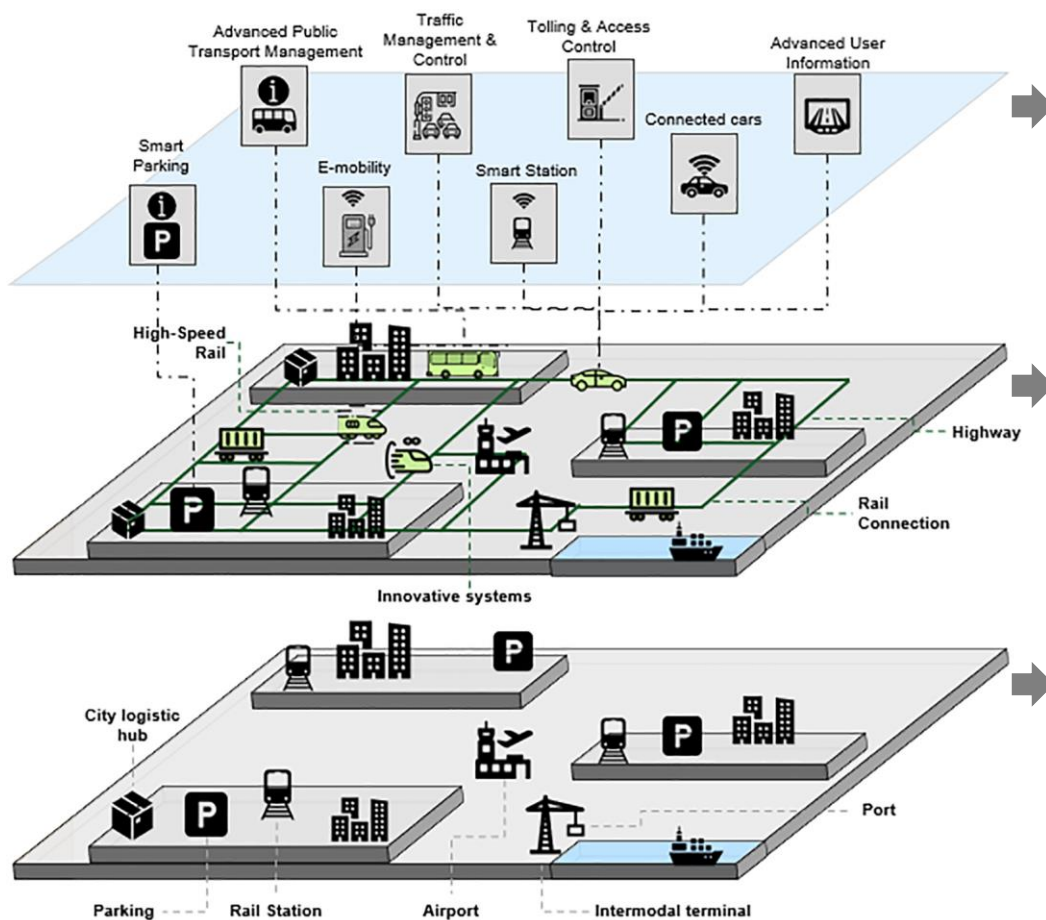 Advanced Public
Transport Management
Traffic
Management &
Control
Tolling & Access
Control
Advanced User
Information
Smart
Parking
E-mobility
Smart Station
Connected cars
i
i
P
P
High-Speed
Rail
P
P
Highway
Rail
Connection
Innovative systems
P
City logistic
hub
P
P
Port
Parking
Rail Station
Airport
Intermodal terminal